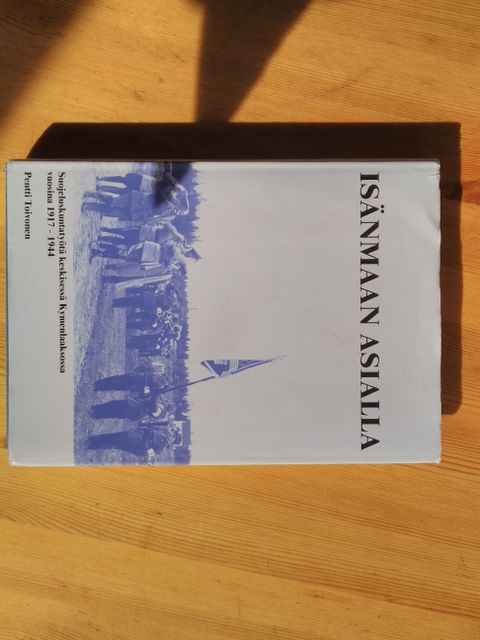 ISÄNMAAN ASIALLA
Suojeluskuntatyötä keskisessä Kymenlaaksossa
vuosina 1917 - 1944
Pentti Toivonen